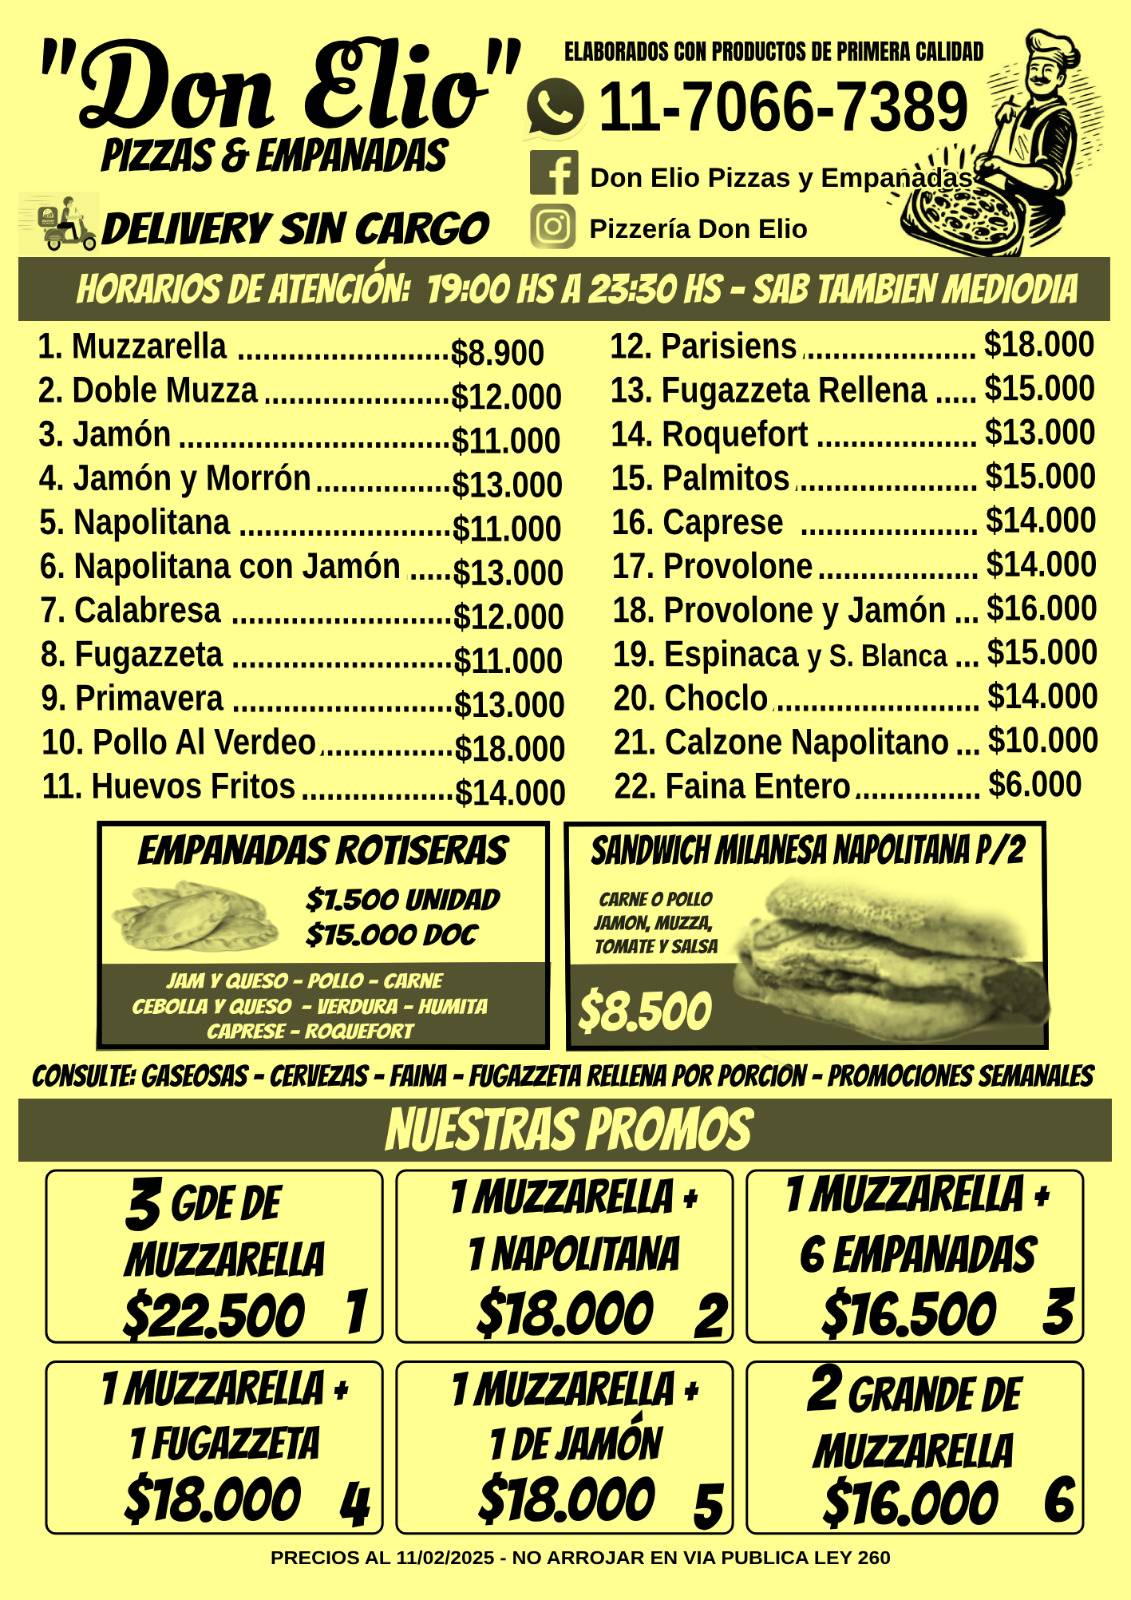 "Don Elio"
PIZZAS & EMPANADAS
DELIVERY SIN CARGO
ELABORADOS CON PRODUCTOS DE PRIMERA CALIDAD
11-7066-7389
Don Elio Pizzas y Empanadas
Pizzería Don Elio
HORARIOS DE ATENCIÓN: 19:00 HS A 23:30 HS - SAB TAMBIEN MEDIODIA
1. Muzzarella ........................$8.900
2. Doble Muzza .....................$12.000
3. Jamón ...............................$11.000
4. Jamón y Morrón ...............$13.000
5. Napolitana ........................$11.000
6. Napolitana con Jamón .....$13.000
7. Calabresa .........................$12.000
8. Fugazzeta .........................$11.000
9. Primavera .........................$13.000
10. Pollo Al Verdeo ...............$18.000
11. Huevos Fritos .................$14.000
12. Parisiens .................... $18.000
13. Fugazzeta Rellena ..... $15.000
14. Roquefort ................... $13.000
15. Palmitos ..................... $15.000
16. Caprese ..................... $14.000
17. Provolone ................... $14.000
18. Provolone y Jamón ... $16.000
19. Espinaca y S. Blanca ... $15.000
20. Choclo ........................ $14.000
21. Calzone Napolitano ... $10.000
22. Faina Entero ............... $6.000
EMPANADAS ROTISERAS
$1.500 UNIDAD
$15.000 DOC
JAM Y QUESO - POLLO - CARNE
CEBOLLA Y QUESO - VERDURA - HUMITA
CAPRESE - ROQUEFORT
SANDWICH MILANESA NAPOLITANA P/2
CARNE O POLLO
JAMON, MUZZA,
TOMATE Y SALSA
$8.500
CONSULTE: GASEOSAS - CERVEZAS - FAINA - FUGAZZETA RELLENA POR PORCION - PROMOCIONES SEMANALES
NUESTRAS PROMOS
3 GDE DE
MUZZARELLA
$22.500 1
1 MUZZARELLA +
1 NAPOLITANA
$18.000 2
1 MUZZARELLA +
6 EMPANADAS
$16.500 3
1 MUZZARELLA +
1 FUGAZZETA
$18.000 4
1 MUZZARELLA +
1 DE JAMÓN
$18.000 5
2 GRANDE DE
MUZZARELLA
$16.000 6
PRECIOS AL 11/02/2025 - NO ARROJAR EN VIA PUBLICA LEY 260